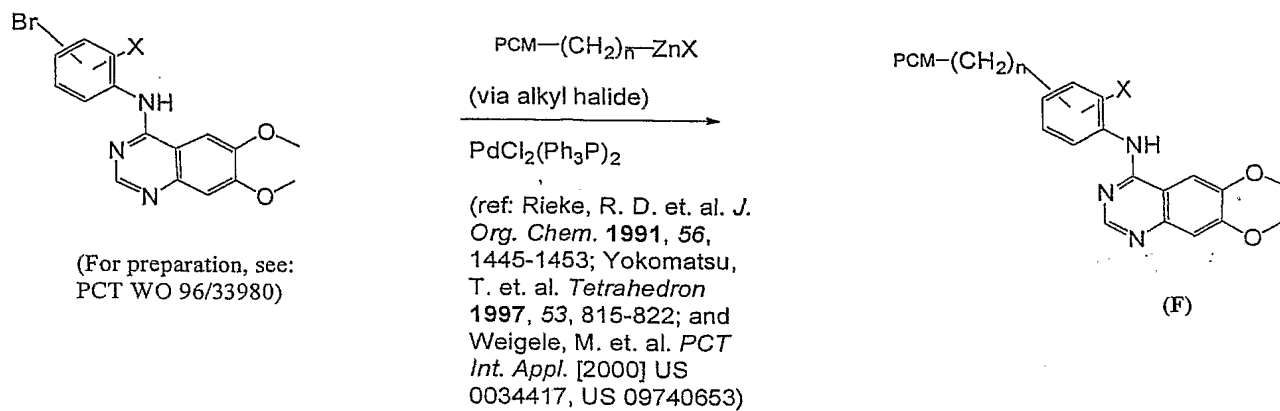 Br
X
NH
N
N
O
O
(For preparation, see:
PCT WO 96/33980)
PCM—(CH2)n—ZnX
(via alkyl halide)
PdCl2(Ph3P)2
(ref: Rieke, R. D. et. al. J.
Org. Chem. 1991, 56,
1445-1453; Yokomatsu,
T. et. al. Tetrahedron
1997, 53, 815-822; and
Weigele, M. et. al. PCT
Int. Appl. [2000] US
0034417, US 09740653)
PCM—(CH2)n
X
NH
N
N
O
O
(F)